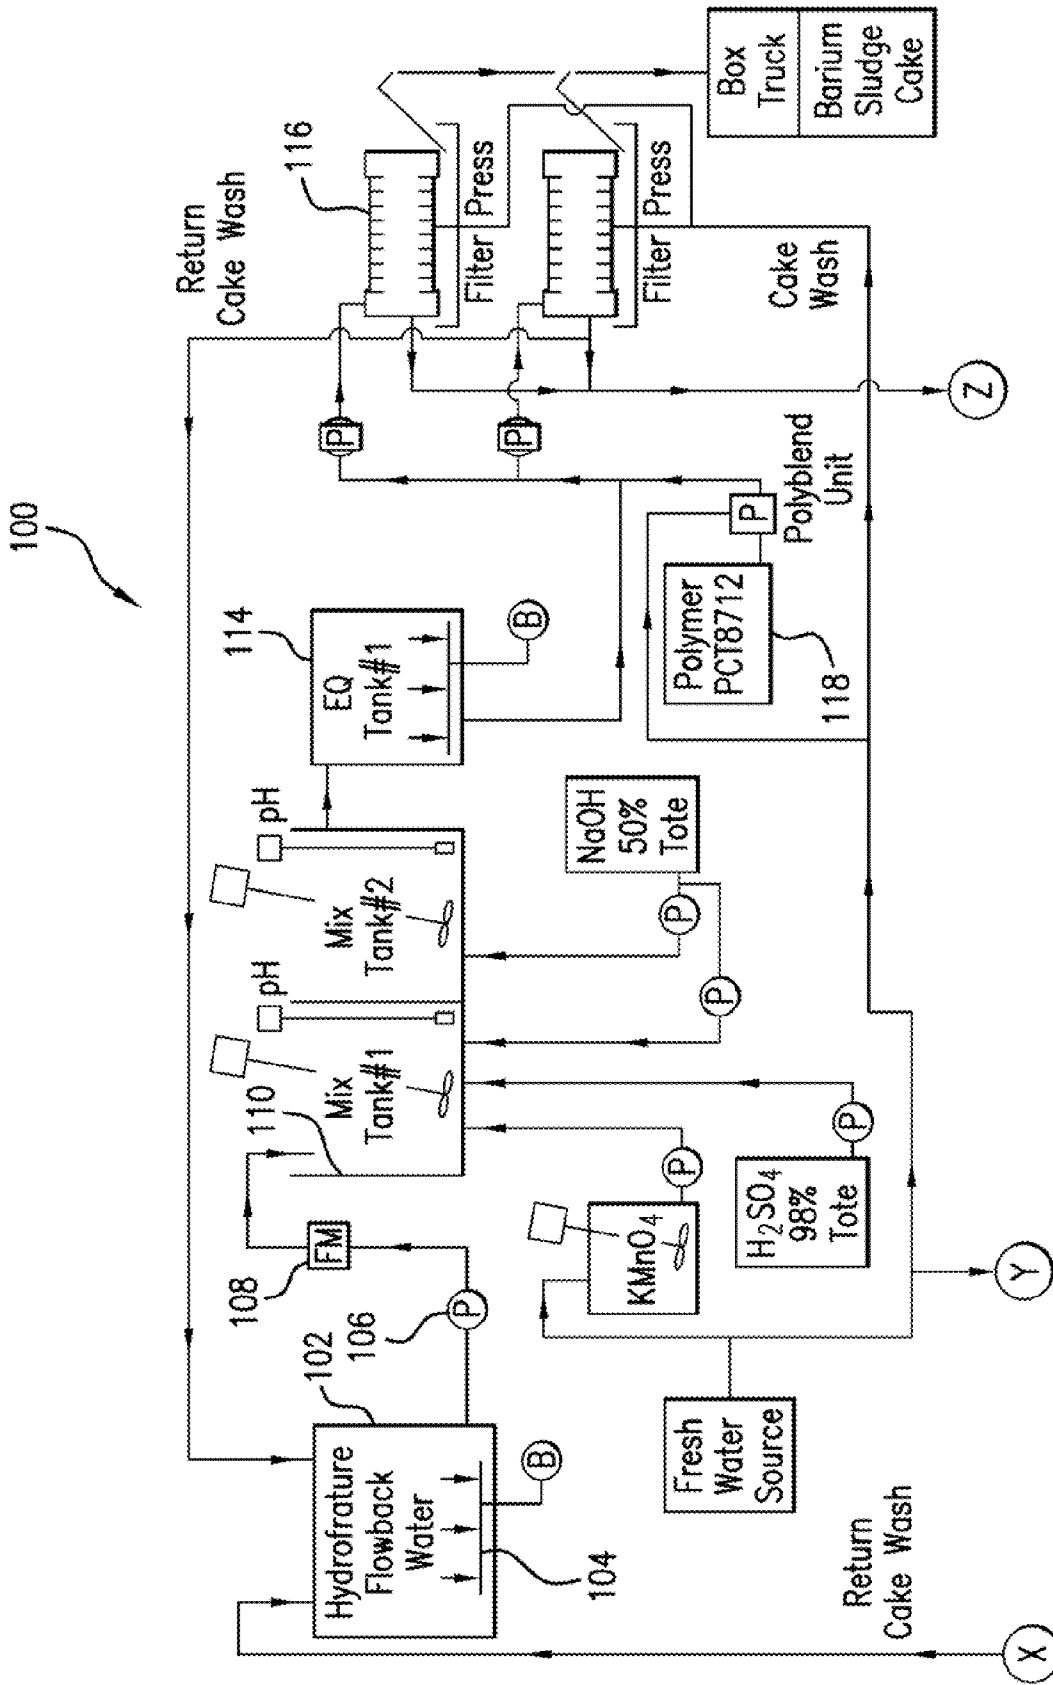 100
Return
Cake Wash
116
Filter Press
Filter Press
Cake
Wash
Box
Truck
Barium
Sludge
Cake
P
P
Z
114
EQ
Tank#1
B
P
Polyblend
Unit
Polymer
PCT8712
118
pH
Mix
Tank#2
pH
Mix
Tank#1
110
NaOH
50%
Tote
P
P
108
FM
106
P
102
Hydrofrature
Flowback
Water
104
B
KMnO4
P
H2SO4
98%
Tote
P
Fresh
Water
Source
Y
Return
Cake Wash
X